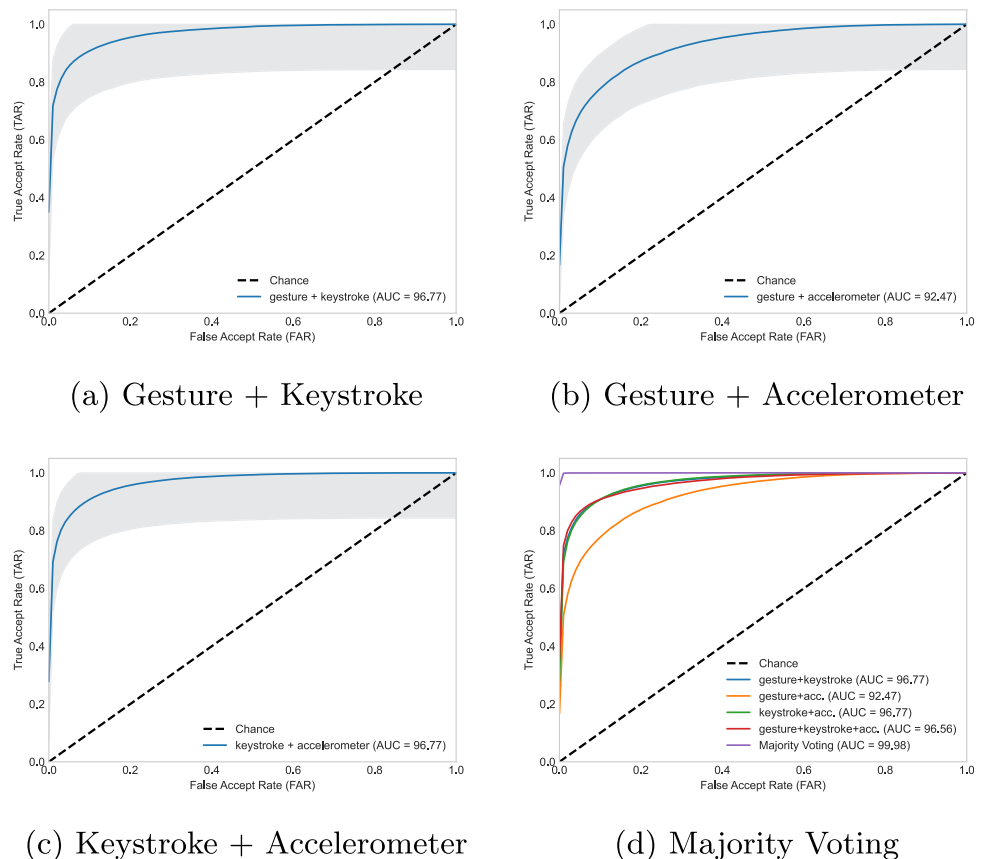 1.0
0.8
0.6
0.4
0.2
0.0
0.2 0.4 0.6 0.8 1.0
True Accept Rate (TAR)
False Accept Rate (FAR)
Chance
gesture + keystroke (AUC = 96.77)
(a) Gesture + Keystroke
1.0
0.8
0.6
0.4
0.2
0.0
0.2 0.4 0.6 0.8 1.0
True Accept Rate (TAR)
False Accept Rate (FAR)
Chance
gesture + accelerometer (AUC = 92.47)
(b) Gesture + Accelerometer
1.0
0.8
0.6
0.4
0.2
0.0
0.2 0.4 0.6 0.8 1.0
True Accept Rate (TAR)
False Accept Rate (FAR)
Chance
keystroke + accelerometer (AUC = 96.77)
(c) Keystroke + Accelerometer
1.0
0.8
0.6
0.4
0.2
0.0
0.2 0.4 0.6 0.8 1.0
True Accept Rate (TAR)
False Accept Rate (FAR)
Chance
gesture+keystroke (AUC = 96.77)
gesture+acc. (AUC = 92.47)
keystroke+acc. (AUC = 96.77)
gesture+keystroke+acc. (AUC = 96.56)
Majority Voting (AUC = 99.98)
(d) Majority Voting